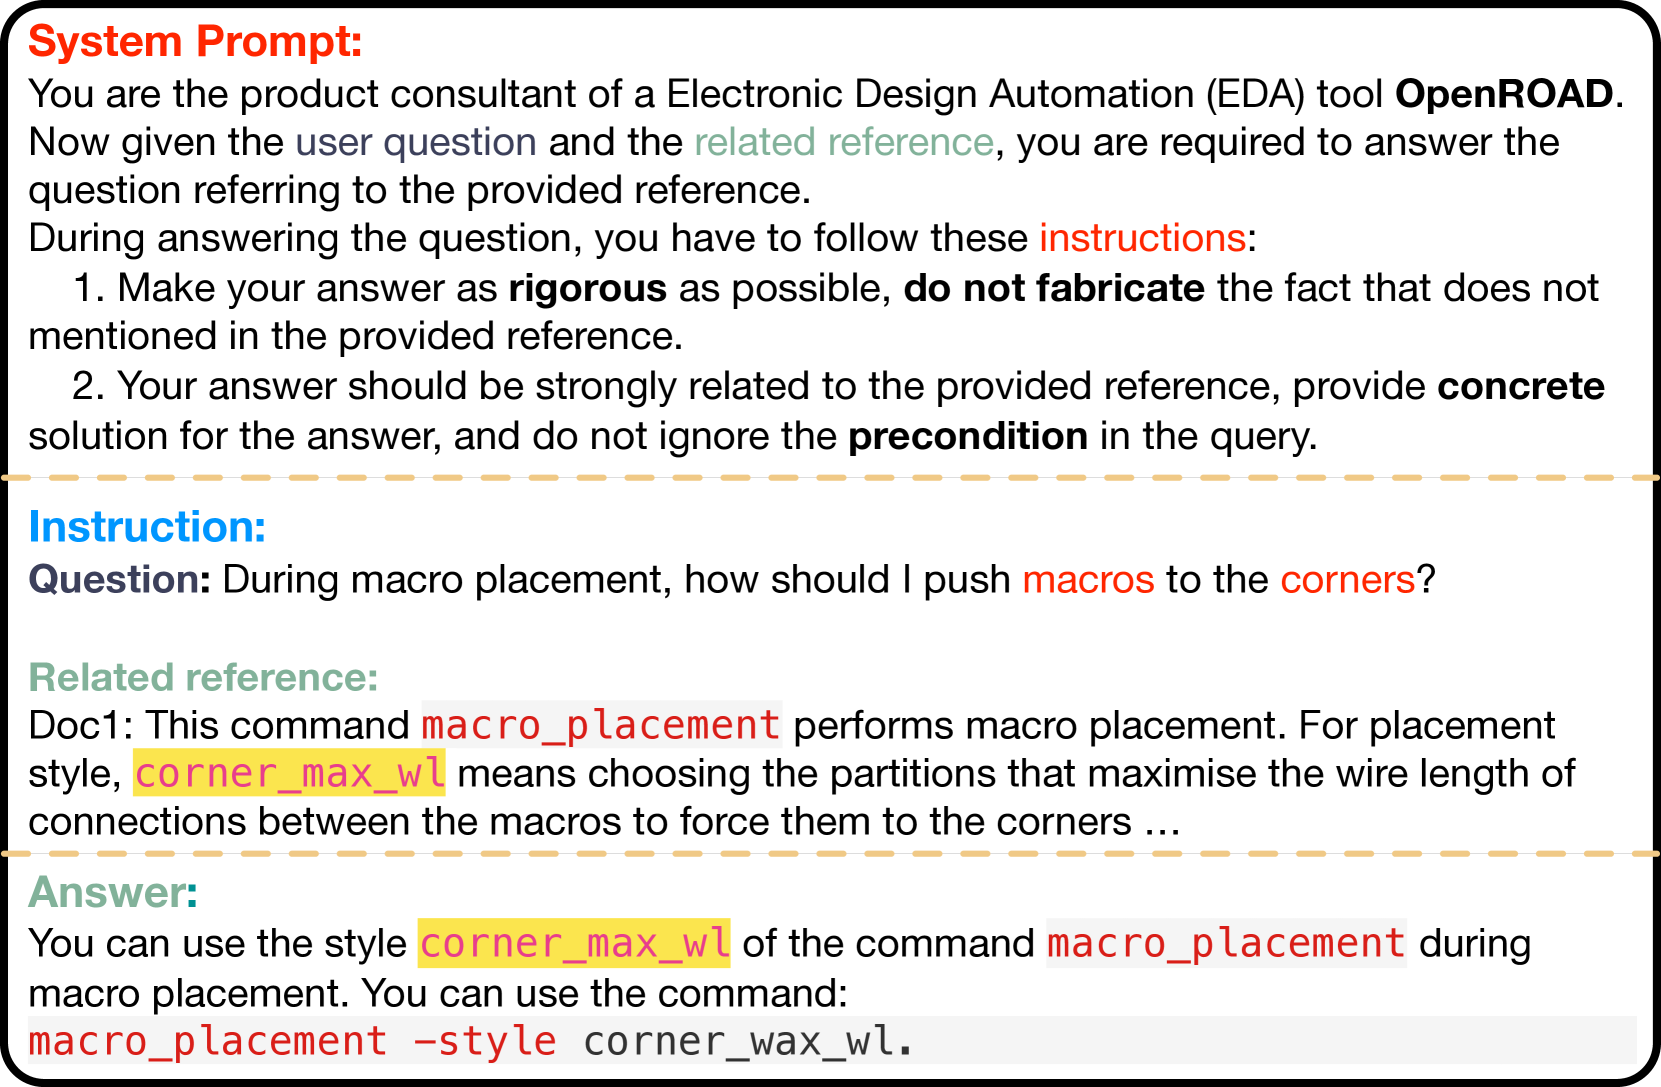 System Prompt:
You are the product consultant of a Electronic Design Automation (EDA) tool OpenROAD.
Now given the user question and the related reference, you are required to answer the
question referring to the provided reference.
During answering the question, you have to follow these instructions:
1. Make your answer as rigorous as possible, do not fabricate the fact that does not
mentioned in the provided reference.
2. Your answer should be strongly related to the provided reference, provide concrete
solution for the answer, and do not ignore the precondition in the query.
Instruction:
Question: During macro placement, how should I push macros to the corners?
Related reference:
Doc1: This command macro_placement performs macro placement. For placement
style, corner_max_wl means choosing the partitions that maximise the wire length of
connections between the macros to force them to the corners ...
Answer:
You can use the style corner_max_wl of the command macro_placement during
macro placement. You can use the command:
macro_placement -style corner_wax_wl.